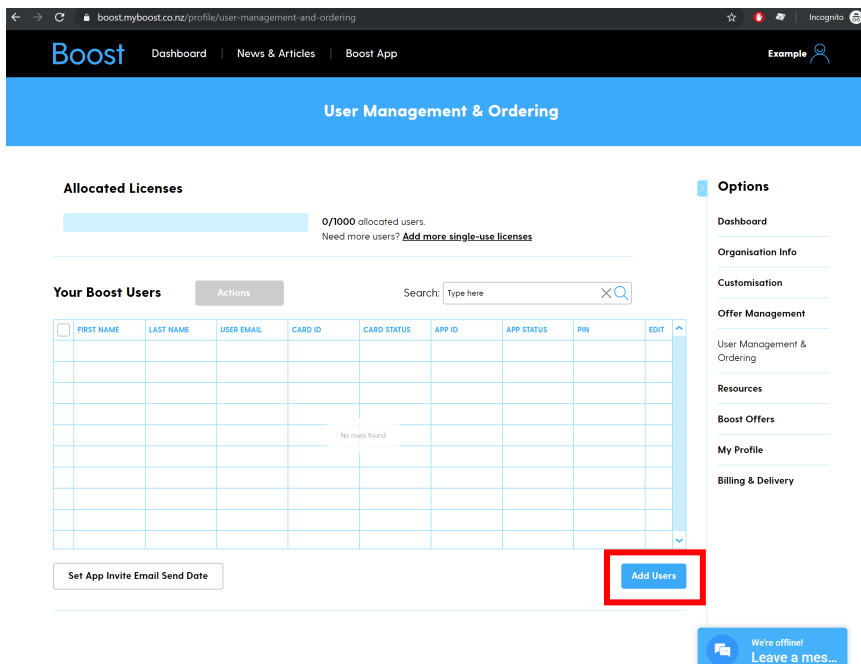 boost.myboost.co.nz/profile/user-management-and-ordering
Incognito
Boost
Dashboard
News & Articles
Boost App
Example
User Management & Ordering
Allocated Licenses
0/1000 allocated users.
Need more users? Add more single-use licenses
Your Boost Users
Actions
Search:
Type here
FIRST NAME
LAST NAME
USER EMAIL
CARD ID
CARD STATUS
APP ID
APP STATUS
PIN
EDIT
No rows found
Set App Invite Email Send Date
Add Users
Options
Dashboard
Organisation Info
Customisation
Offer Management
User Management &
Ordering
Resources
Boost Offers
My Profile
Billing & Delivery
We're offline!
Leave a mes...